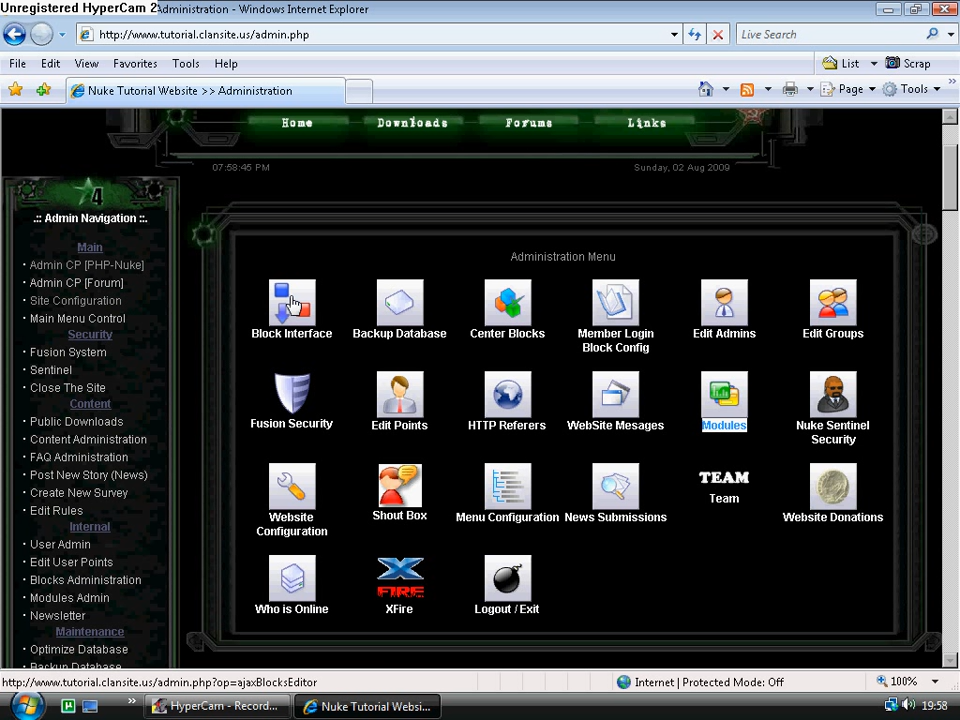 Unregistered HyperCam 2
Administration - Windows Internet Explorer
http://www.tutorial.clansite.us/admin.php
Live Search
File Edit View Favorites Tools Help
List Scrap
Nuke Tutorial Website >> Administration
Page Tools
Home Downloads Forums Links
07:58:45 PM
Sunday, 02 Aug 2009
4
.:: Admin Navigation ::.
Main
Admin CP [PHP-Nuke]
Admin CP [Forum]
Site Configuration
Main Menu Control
Security
Fusion System
Sentinel
Close The Site
Content
Public Downloads
Content Administration
FAQ Administration
Post New Story (News)
Create New Survey
Edit Rules
Internal
User Admin
Edit User Points
Blocks Administration
Modules Admin
Newsletter
Maintenance
Optimize Database
Backup Database
Administration Menu
Block Interface
Backup Database
Center Blocks
Member Login
Block Config
Edit Admins
Edit Groups
Fusion Security
Edit Points
HTTP Referers
WebSite Mesages
Modules
Nuke Sentinel
Security
Website
Configuration
Shout Box
Menu Configuration
News Submissions
TEAM
Team
Website Donations
Who is Online
X
FIRE
XFire
Logout / Exit
http://www.tutorial.clansite.us/admin.php?op=ajaxBlocksEditor
Internet | Protected Mode: Off
100%
HyperCam - Record...
Nuke Tutorial Websi...
19:58